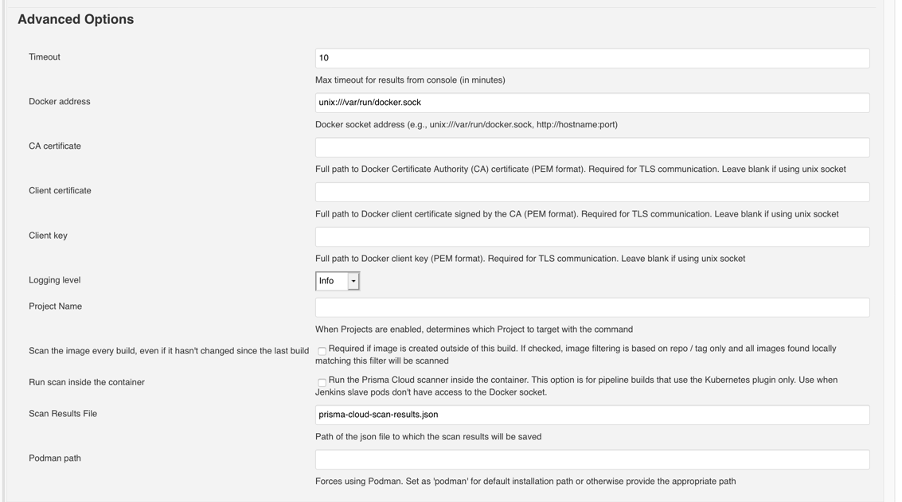 Advanced Options
Timeout
10
Max timeout for results from console (in minutes)
Docker address
unix:///var/run/docker.sock
Docker socket address (e.g., unix:///var/run/docker.sock, http://hostname:port)
CA certificate
Full path to Docker Certificate Authority (CA) certificate (PEM format). Required for TLS communication. Leave blank if using unix socket
Client certificate
Full path to Docker client certificate signed by the CA (PEM format). Required for TLS communication. Leave blank if using unix socket
Client key
Full path to Docker client key (PEM format). Required for TLS communication. Leave blank if using unix socket
Logging level
Info
Project Name
When Projects are enabled, determines which Project to target with the command
Scan the image every build, even if it hasn't changed since the last build
Required if image is created outside of this build. If checked, image filtering is based on repo / tag only and all images found locally
matching this filter will be scanned
Run scan inside the container
Run the Prisma Cloud scanner inside the container. This option is for pipeline builds that use the Kubernetes plugin only. Use when
Jenkins slave pods don't have access to the Docker socket.
Scan Results File
prisma-cloud-scan-results.json
Path of the json file to which the scan results will be saved
Podman path
Forces using Podman. Set as 'podman' for default installation path or otherwise provide the appropriate path